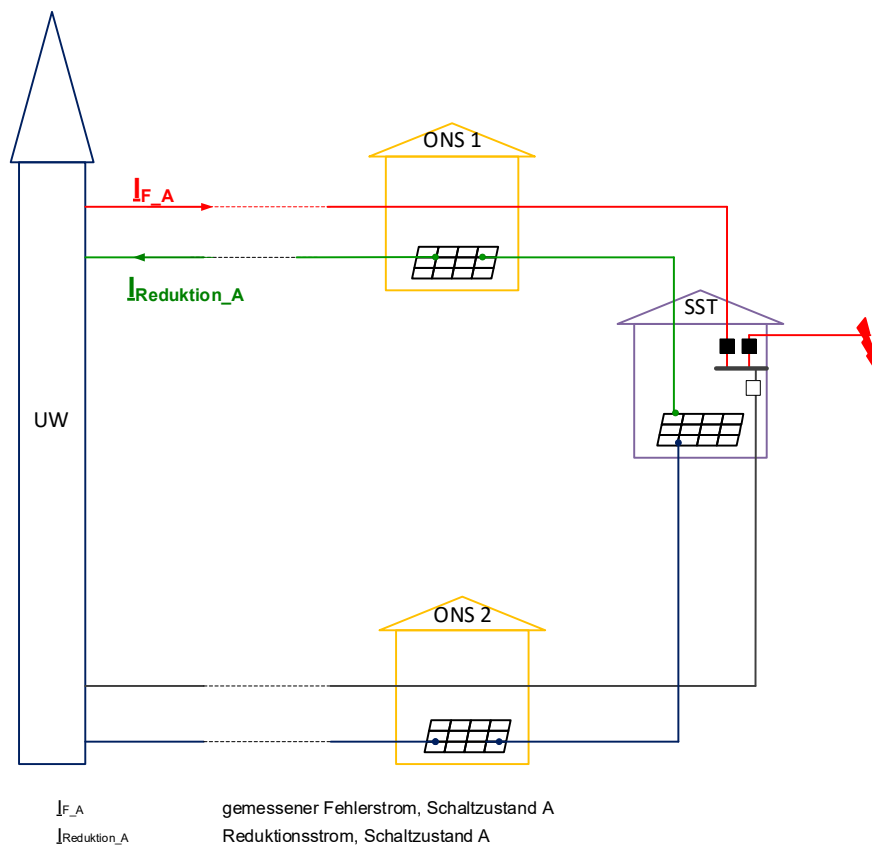 ONS 1
I_F_A
I_Reduktion_A
SST
UW
ONS 2
I_F_A gemessener Fehlerstrom, Schaltzustand A
I_Reduktion_A Reduktionsstrom, Schaltzustand A